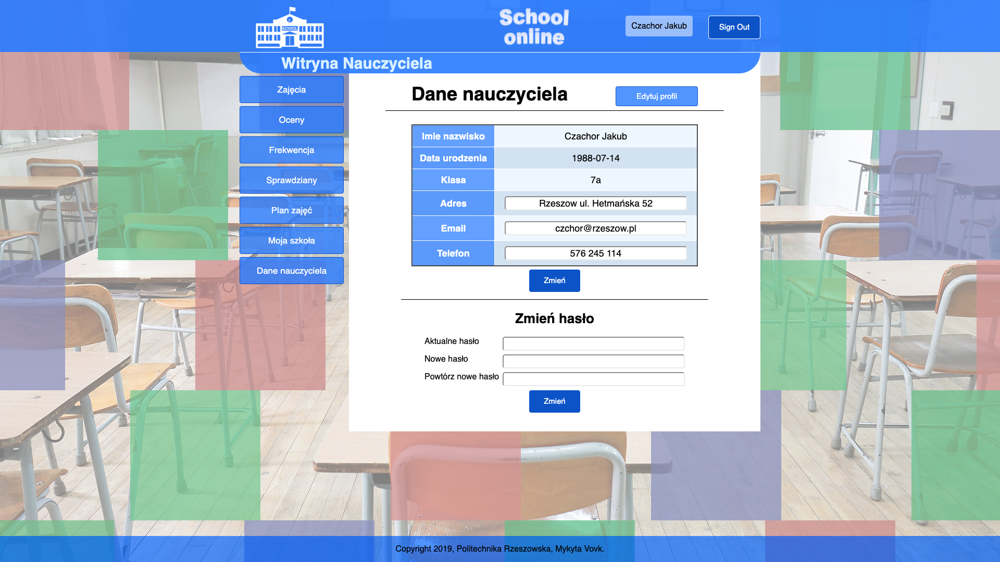 SCHOOL
School
online
Czachor Jakub
Sign Out
Witryna Nauczyciela
Zajęcia
Oceny
Frekwencja
Sprawdziany
Plan zajęć
Moja szkoła
Dane nauczyciela
Dane nauczyciela
Edytuj profil
Imie nazwisko Czachor Jakub
Data urodzenia 1988-07-14
Klasa 7a
Adres Rzeszow ul. Hetmańska 52
Email czchor@rzeszow.pl
Telefon 576 245 114
Zmień
Zmień hasło
Aktualne hasło
Nowe hasło
Powtórz nowe hasło
Zmień
Copyright 2019, Politechnika Rzeszowska, Mykyta Vovk.